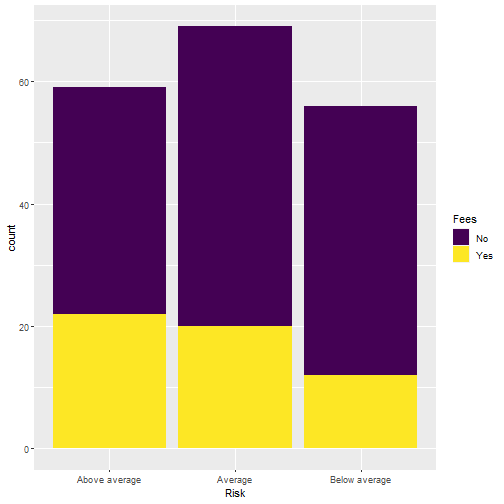 60
40
20
0
count
Above average
Average
Below average
Risk
Fees
No
Yes